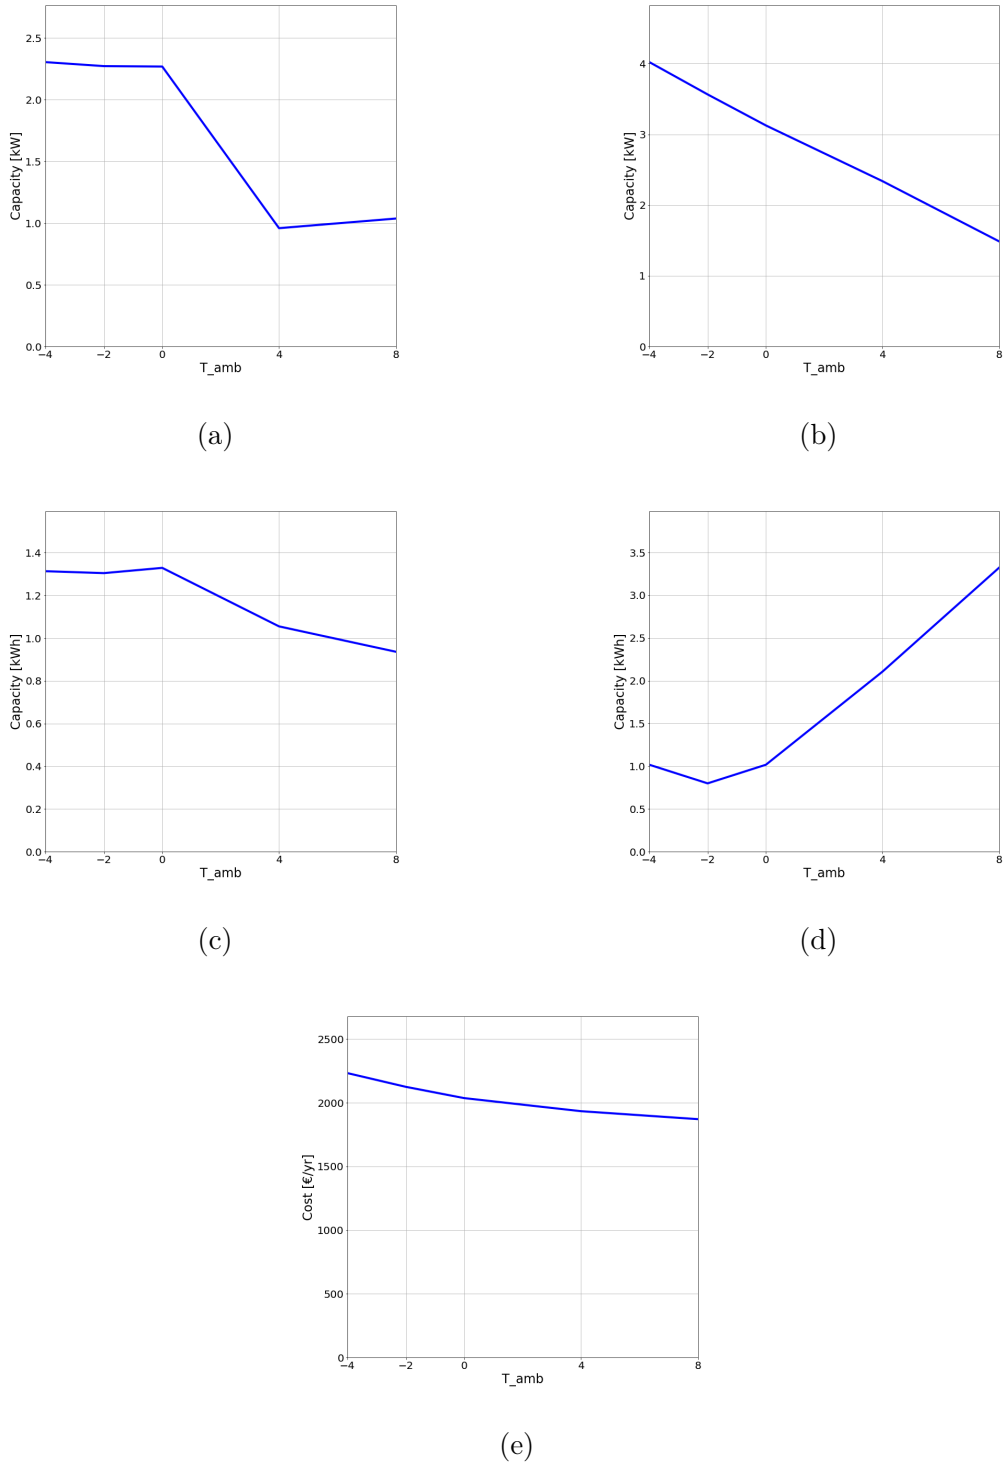 2.5
2.0
1.5
1.0
0.5
0.0
Capacity [kW]
−4 −2 0 4 8
T_amb
(a)
4
3
2
1
0
Capacity [kW]
−4 −2 0 4 8
T_amb
(b)
1.4
1.2
1.0
0.8
0.6
0.4
0.2
0.0
Capacity [kWh]
−4 −2 0 4 8
T_amb
(c)
3.5
3.0
2.5
2.0
1.5
1.0
0.5
0.0
Capacity [kWh]
−4 −2 0 4 8
T_amb
(d)
2500
2000
1500
1000
500
0
Cost [€/yr]
−4 −2 0 4 8
T_amb
(e)